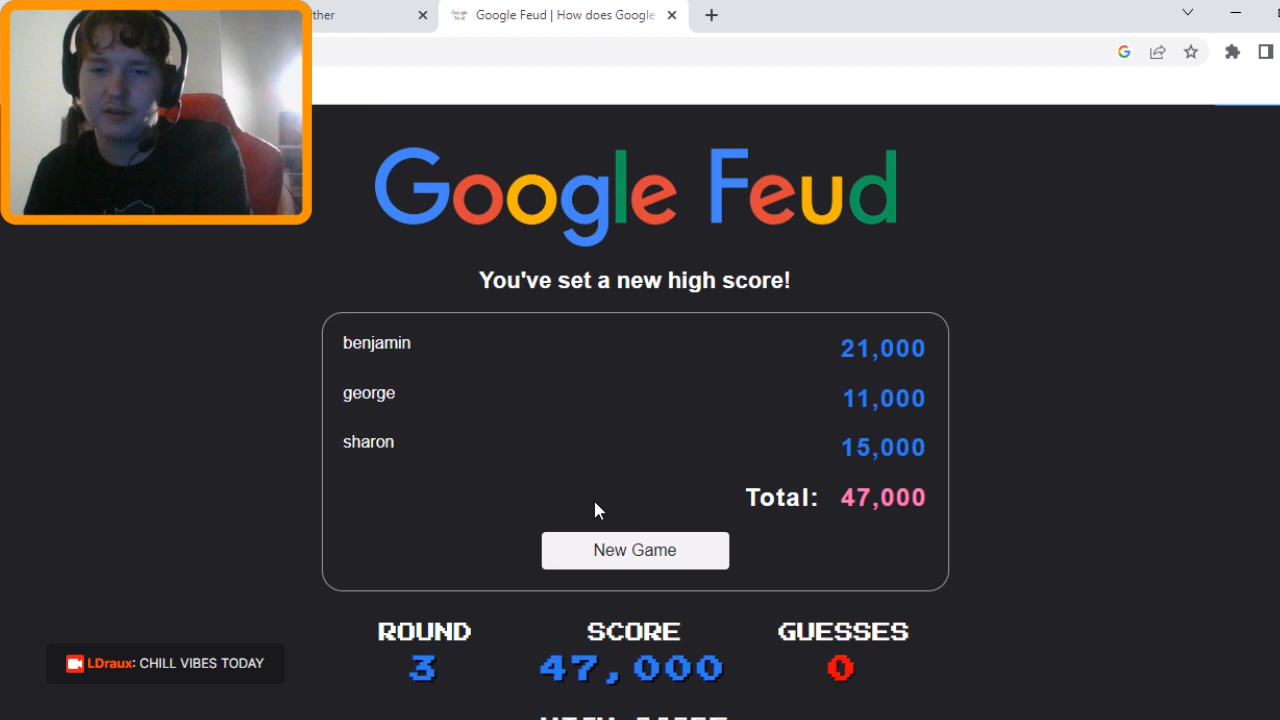 ther
Google Feud | How does Google
Google Feud
You've set a new high score!
benjamin 21,000
george 11,000
sharon 15,000
Total: 47,000
New Game
ROUND SCORE GUESSES
3 47,000 0
LDraux: CHILL VIBES TODAY